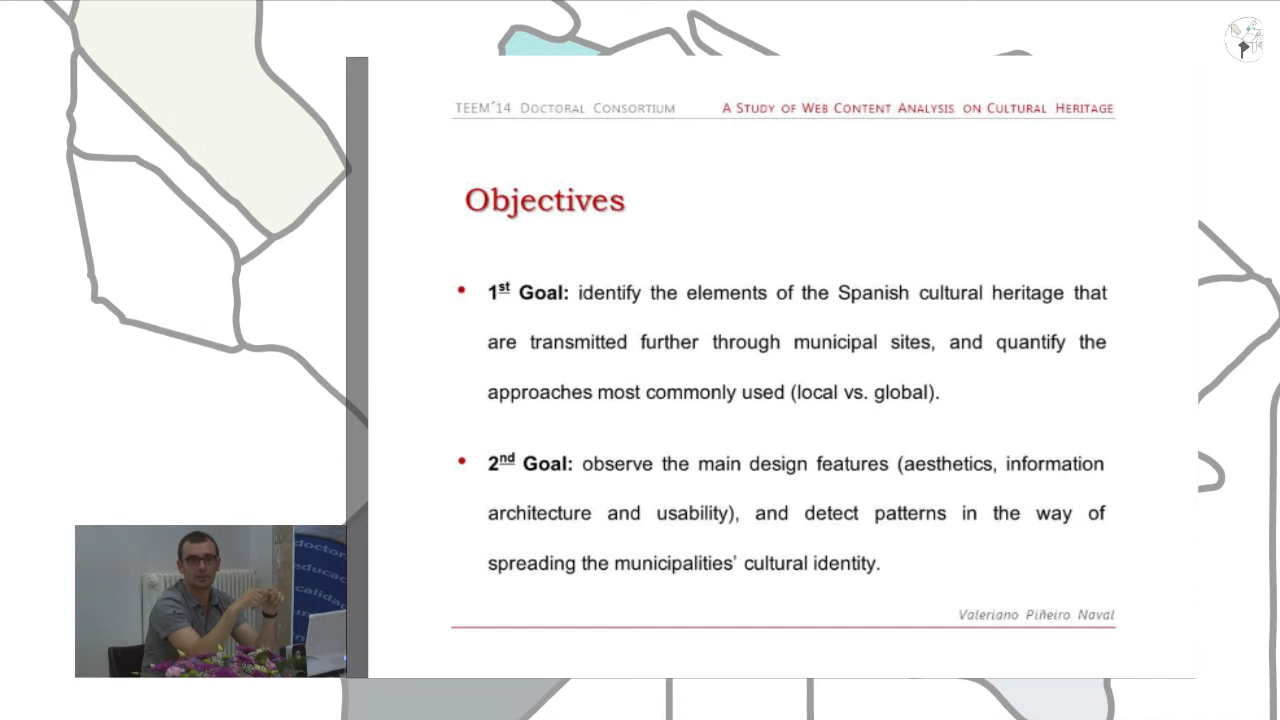 TEEM´14 DOCTORAL CONSORTIUM
A STUDY OF WEB CONTENT ANALYSIS ON CULTURAL HERITAGE
Objectives
• 1st Goal: identify the elements of the Spanish cultural heritage that
are transmitted further through municipal sites, and quantify the
approaches most commonly used (local vs. global).
• 2nd Goal: observe the main design features (aesthetics, information
architecture and usability), and detect patterns in the way of
spreading the municipalities’ cultural identity.
Valeriano Piñeiro Naval
doctor
educac
calidad